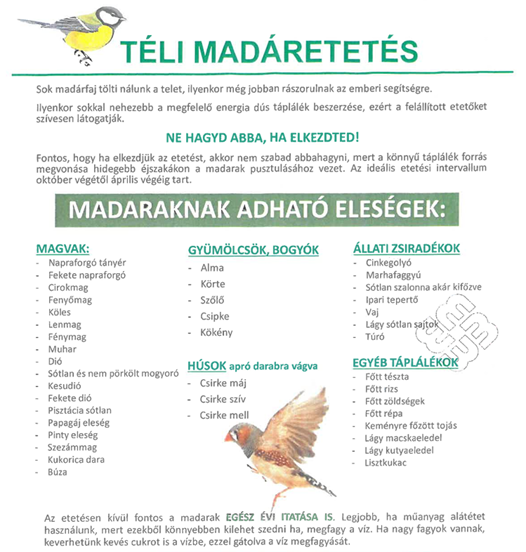 TÉLI MADÁRETETÉS
Sok madárfaj tölti nálunk a telet, ilyenkor még jobban rászorulnak az emberi segítségre.
Ilyenkor sokkal nehezebb a megfelelő energia dús táplálék beszerzése, ezért a felállított etetőket
szívesen látogatják.
NE HAGYD ABBA, HA ELKEZDTED!
Fontos, hogy ha elkezdjük az etetést, akkor nem szabad abbahagyni, mert a könnyű táplálék forrás
megvonása hidegebb éjszakákon a madarak pusztulásához vezet. Az ideális etetési intervallum
október végétől április végéig tart.
MADARAKNAK ADHATÓ ELESÉGEK:
MAGVAK:
- Napraforgó tányér
- Fekete napraforgó
- Cirokmag
- Fenyőmag
- Köles
- Lenmag
- Fénymag
- Muhar
- Dió
- Sótlan és nem pörkölt mogyoró
- Kesudió
- Fekete dió
- Pisztácia sótlan
- Papagáj eleség
- Pinty eleség
- Szezámmag
- Kukorica dara
- Búza
GYÜMÖLCSÖK, BOGYÓK
- Alma
- Körte
- Szőlő
- Csipke
- Kökény
HÚSOK apró darabra vágva
- Csirke máj
- Csirke szív
- Csirke mell
ÁLLATI ZSIRADÉKOK
- Cinkegolyó
- Marhafaggyú
- Sótlan szalonna akár kifőzve
- Ipari tepertő
- Vaj
- Lágy sótlan sajtok
- Túró
EGYÉB TÁPLÁLÉKOK
- Főtt tészta
- Főtt rizs
- Főtt zöldségek
- Főtt répa
- Keményre főzött tojás
- Lágy macskaeledel
- Lágy kutyaeledel
- Lisztkukac
Az etetésen kívül fontos a madarak EGÉSZ ÉVI ITATÁSA IS. Legjobb, ha műanyag alátétet
használunk, mert ezekből könnyebben kilehet szedni ha, megfagy a víz. Ha nagy fagyok vannak,
keverhetünk kevés cukrot is a vízbe, ezzel gátolva a víz megfagyását.